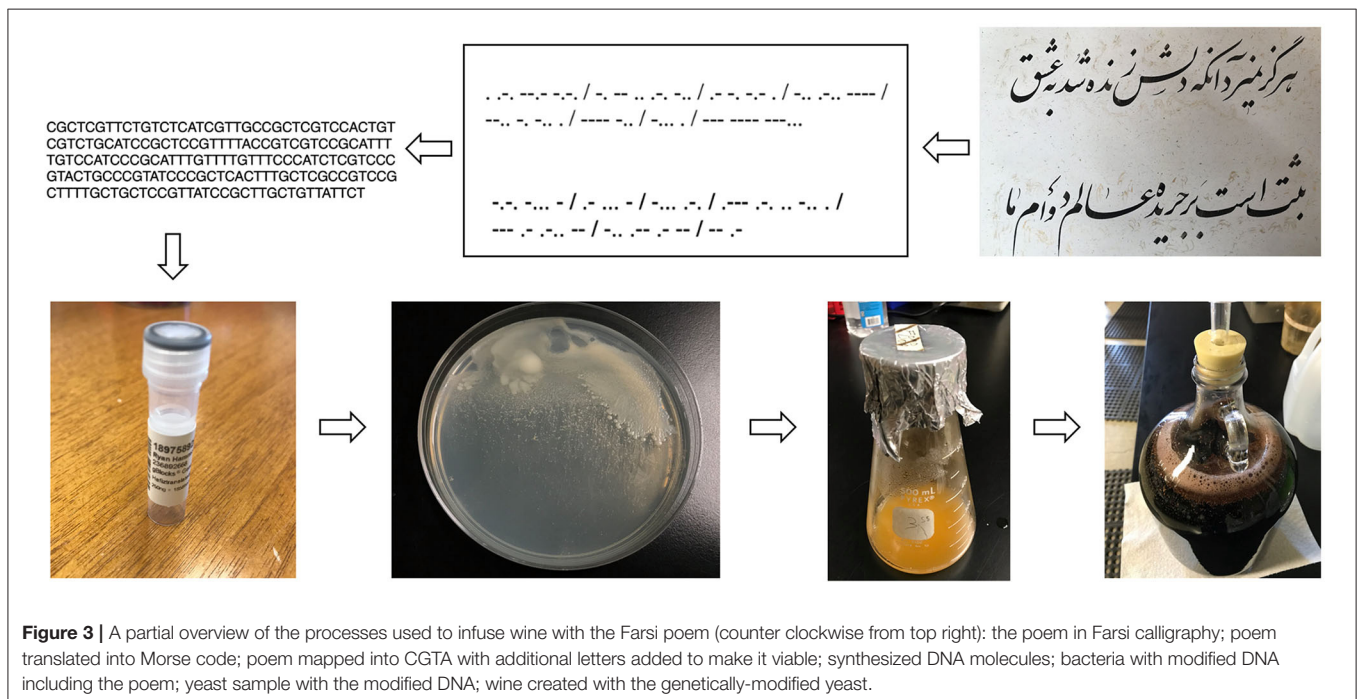 CGCTCGTTCTGTCTCATCGTTGCCGCTCGTCCACTGT
CGTCTGCATCCGCTCCGTTTTACCGTCGTCCGCATTT
TGTCCATCCCGCATTTGTTTTGTTTCCCATCTCGTCCC
GTACTGCCCGTATCCCGCTCACTTTGCTCGCCGTCCG
CTTTTGCTGCTCCGTTATCCGCTTGCTGTTATTCT
. .-. --.- -.-. / -. -- .. .-. -.. / .- -. -.- . / -.. .-.. ---- /
--.. -. -.. . / ---- -.. / -... . / --- ---- ---...
-.-. -... - / .- ... - / -... .-. / .--- .-. .. -.. . /
--- .- .-.. -- / -.. .-- .- -- / -- .-
هرگز نمیرد آنکه دلش زنده شد به عشق
ثبت است بر جریده عالم دوام ما
Ryan
gBlocks
mL
Figure 3 | A partial overview of the processes used to infuse wine with the Farsi poem (counter clockwise from top right): the poem in Farsi calligraphy; poem
translated into Morse code; poem mapped into CGTA with additional letters added to make it viable; synthesized DNA molecules; bacteria with modified DNA
including the poem; yeast sample with the modified DNA; wine created with the genetically-modified yeast.